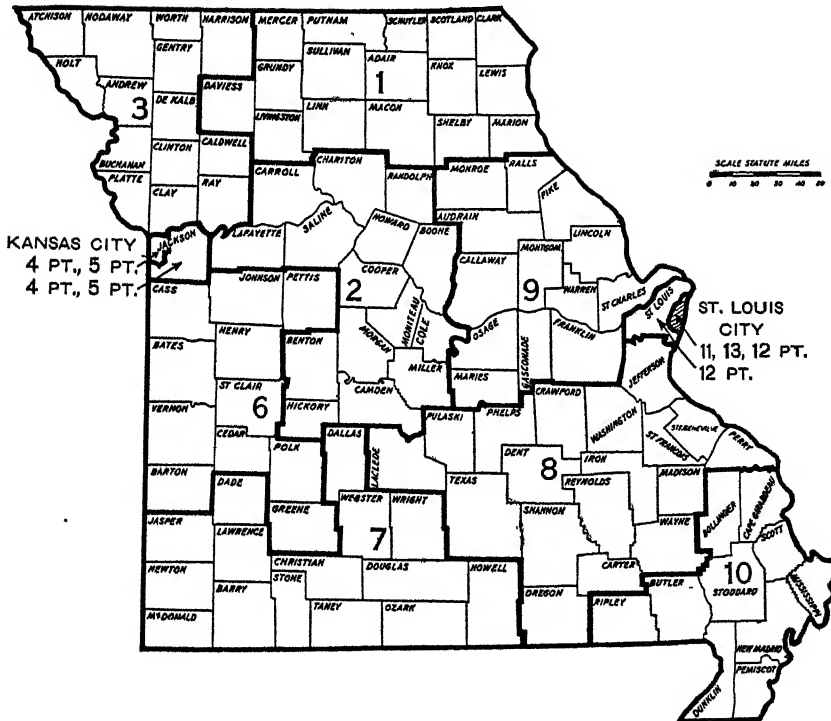 ATCHISON
NODAWAY
WORTH
HARRISON
MERCER
PUTNAM
SCHUYLER
SCOTLAND
CLARK
HOLT
GENTRY
SULLIVAN
ADAIR
KNOX
LEWIS
ANDREW
DE KALB
DAVIESS
GRUNDY
1
3
LIVINGSTON
LINN
MACON
SHELBY
MARION
BUCHANAN
CLINTON
CALDWELL
PLATTE
CLAY
RAY
CARROLL
CHARITON
RANDOLPH
MONROE
RALLS
PIKE
SCALE STATUTE MILES
0 10 20 30 40 50
AUDRAIN
KANSAS CITY
4 PT., 5 PT.
4 PT., 5 PT.
JACKSON
LAFAYETTE
SALINE
HOWARD
BOONE
CALLAWAY
MONTGOM
LINCOLN
WARREN
ST CHARLES
ST LOUIS
9
ST. LOUIS
CITY
11, 13, 12 PT.
12 PT.
CASS
JOHNSON
PETTIS
2
COOPER
MONITEAU
COLE
MORGAN
MILLER
OSAGE
GASCONADE
FRANKLIN
JEFFERSON
BATES
HENRY
BENTON
CAMDEN
MARIES
ST CLAIR
6
HICKORY
VERNON
CEDAR
POLK
DALLAS
LACLEDE
PULASKI
PHELPS
CRAWFORD
WASHINGTON
STE.GENEVIEVE
ST FRANCOIS
PERRY
BARTON
DADE
GREENE
WEBSTER
WRIGHT
TEXAS
DENT
8
IRON
REYNOLDS
MADISON
BOLLINGER
CAPE GIRARDEAU
JASPER
LAWRENCE
7
SHANNON
WAYNE
SCOTT
NEWTON
CHRISTIAN
STONE
DOUGLAS
HOWELL
CARTER
BUTLER
10
STODDARD
MISSISSIPPI
McDONALD
BARRY
TANEY
OZARK
OREGON
RIPLEY
NEW MADRID
PEMISCOT
DUNKLIN